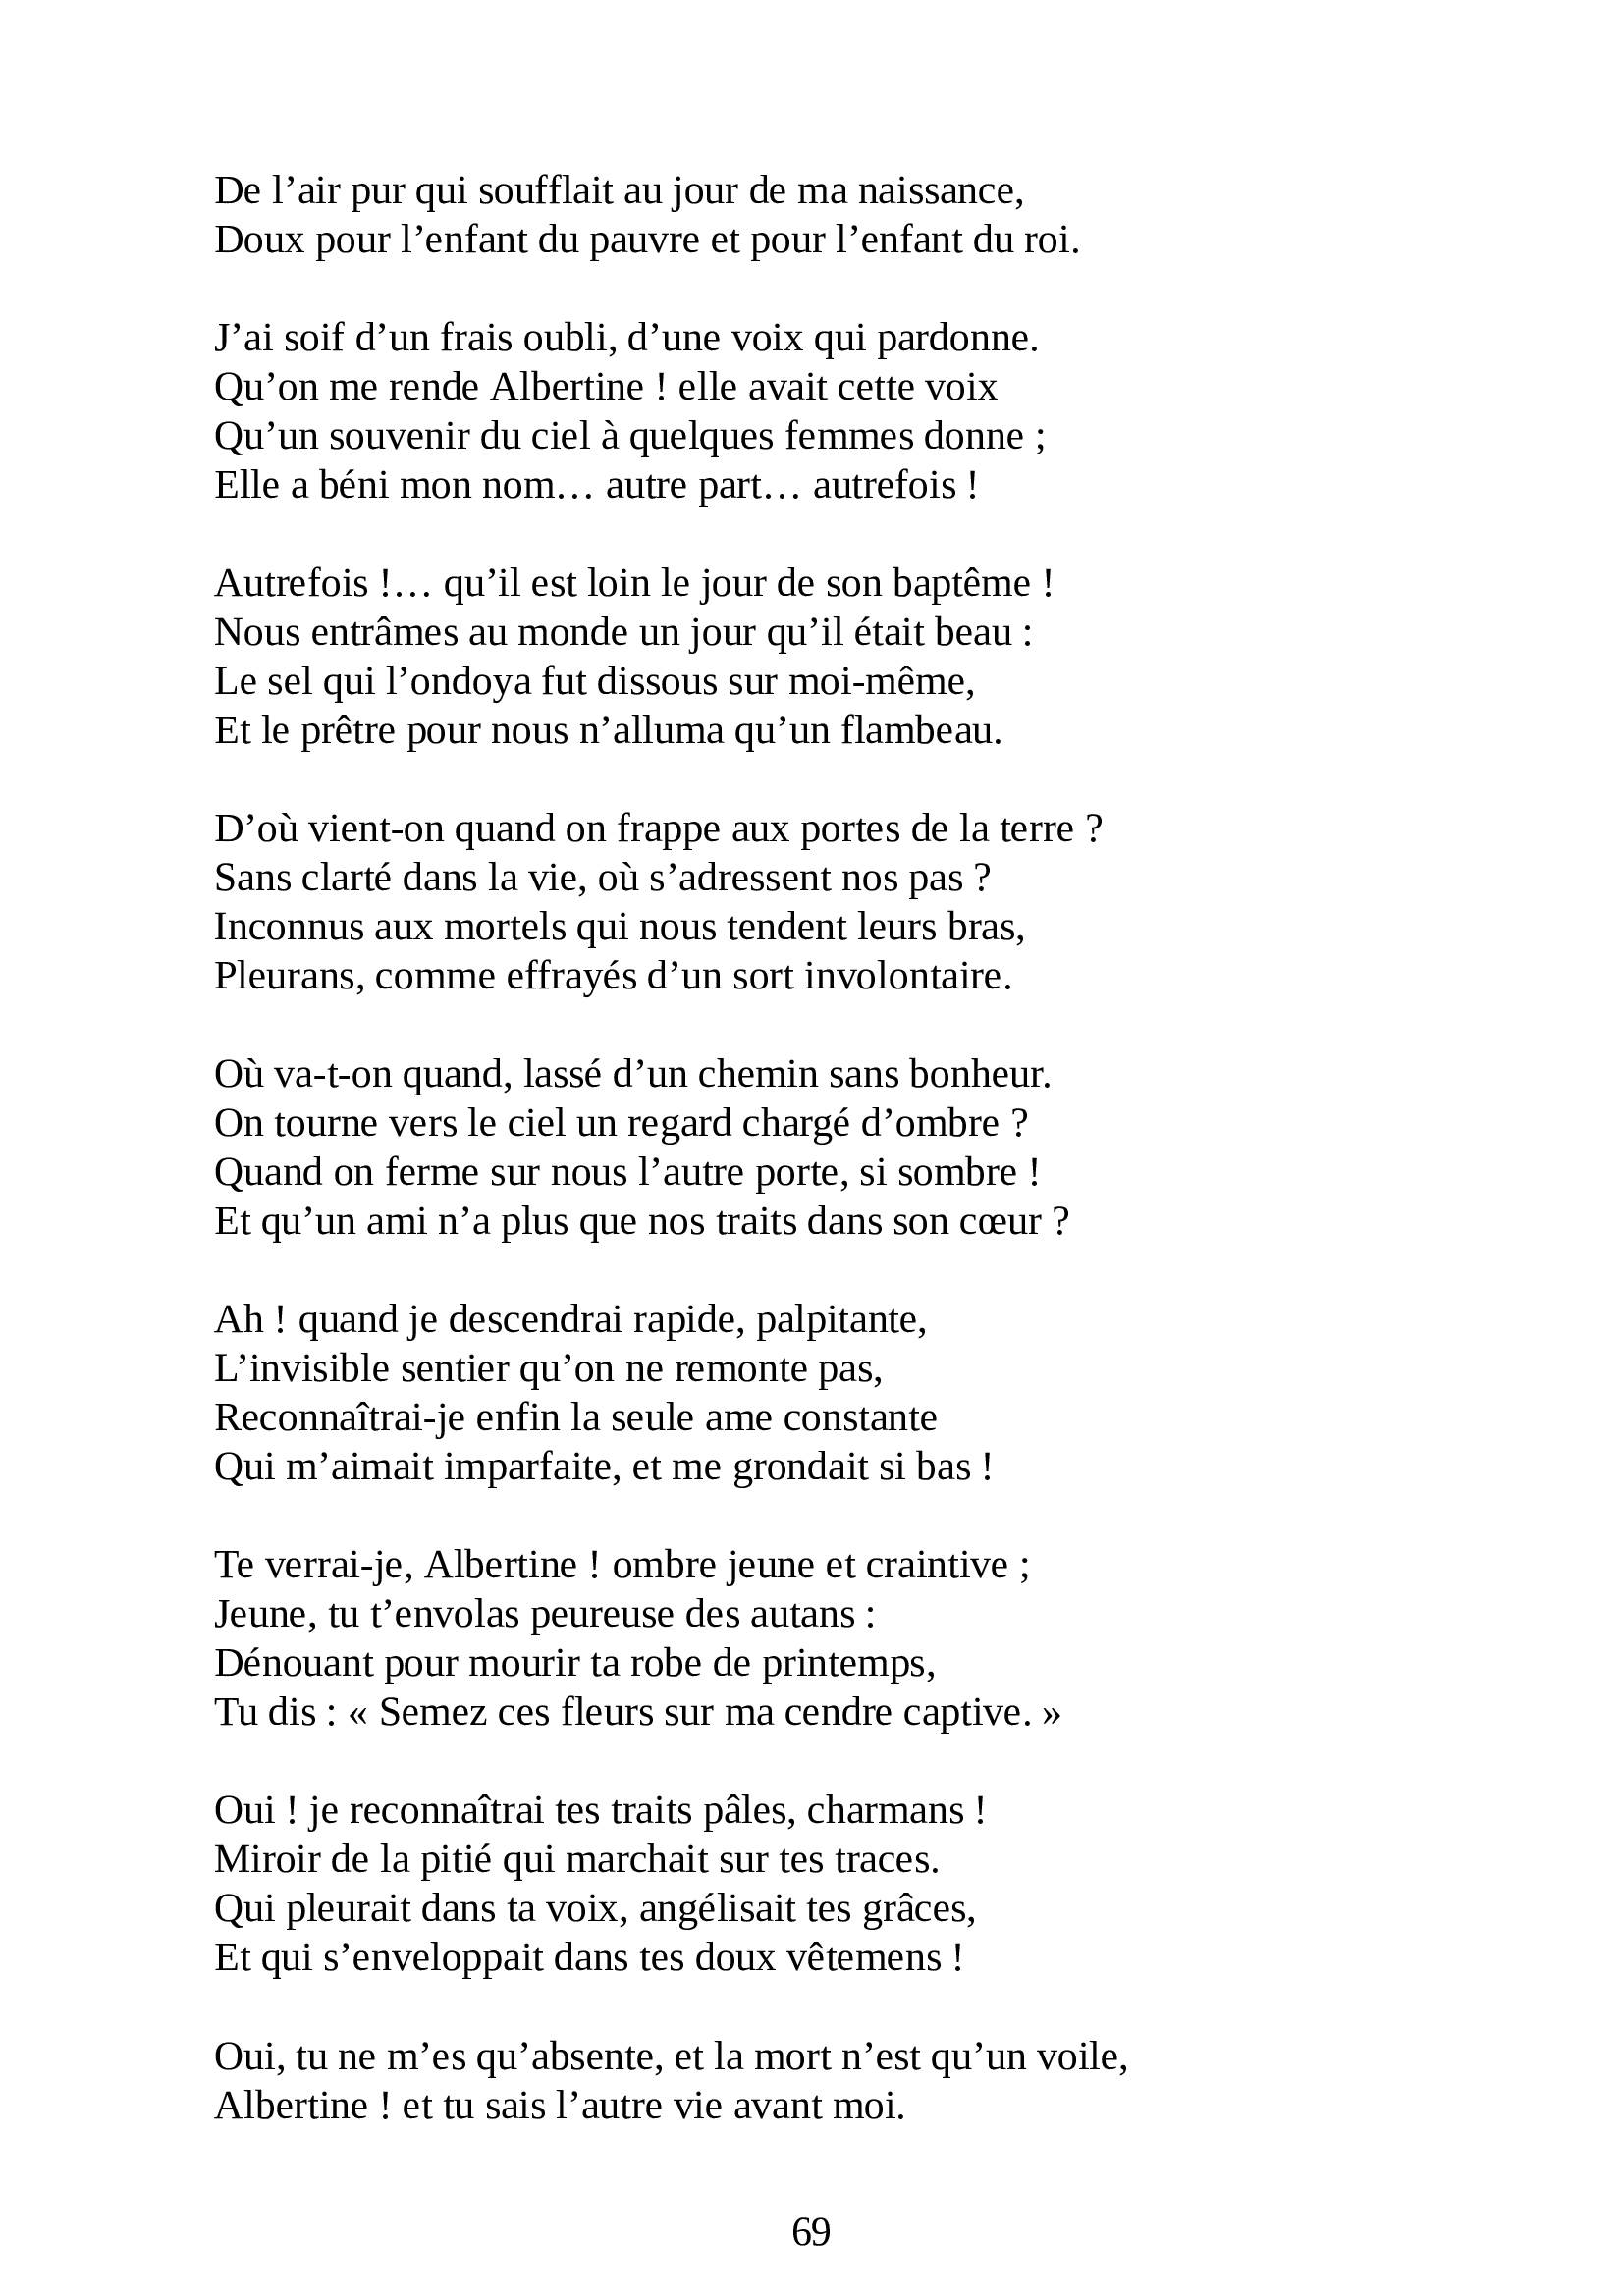 De l’air pur qui soufflait au jour de ma naissance,
Doux pour l’enfant du pauvre et pour l’enfant du roi.

J’ai soif d’un frais oubli, d’une voix qui pardonne.
Qu’on me rende Albertine ! elle avait cette voix
Qu’un souvenir du ciel à quelques femmes donne ;
Elle a béni mon nom… autre part… autrefois !

Autrefois !… qu’il est loin le jour de son baptême !
Nous entrâmes au monde un jour qu’il était beau :
Le sel qui l’ondoya fut dissous sur moi-même,
Et le prêtre pour nous n’alluma qu’un flambeau.

D’où vient-on quand on frappe aux portes de la terre ?
Sans clarté dans la vie, où s’adressent nos pas ?
Inconnus aux mortels qui nous tendent leurs bras,
Pleurans, comme effrayés d’un sort involontaire.

Où va-t-on quand, lassé d’un chemin sans bonheur.
On tourne vers le ciel un regard chargé d’ombre ?
Quand on ferme sur nous l’autre porte, si sombre !
Et qu’un ami n’a plus que nos traits dans son cœur ?

Ah ! quand je descendrai rapide, palpitante,
L’invisible sentier qu’on ne remonte pas,
Reconnaîtrai-je enfin la seule ame constante
Qui m’aimait imparfaite, et me grondait si bas !

Te verrai-je, Albertine ! ombre jeune et craintive ;
Jeune, tu t’envolas peureuse des autans :
Dénouant pour mourir ta robe de printemps,
Tu dis : « Semez ces fleurs sur ma cendre captive. »

Oui ! je reconnaîtrai tes traits pâles, charmans !
Miroir de la pitié qui marchait sur tes traces.
Qui pleurait dans ta voix, angélisait tes grâces,
Et qui s’enveloppait dans tes doux vêtemens !

Oui, tu ne m’es qu’absente, et la mort n’est qu’un voile,
Albertine ! et tu sais l’autre vie avant moi.

69